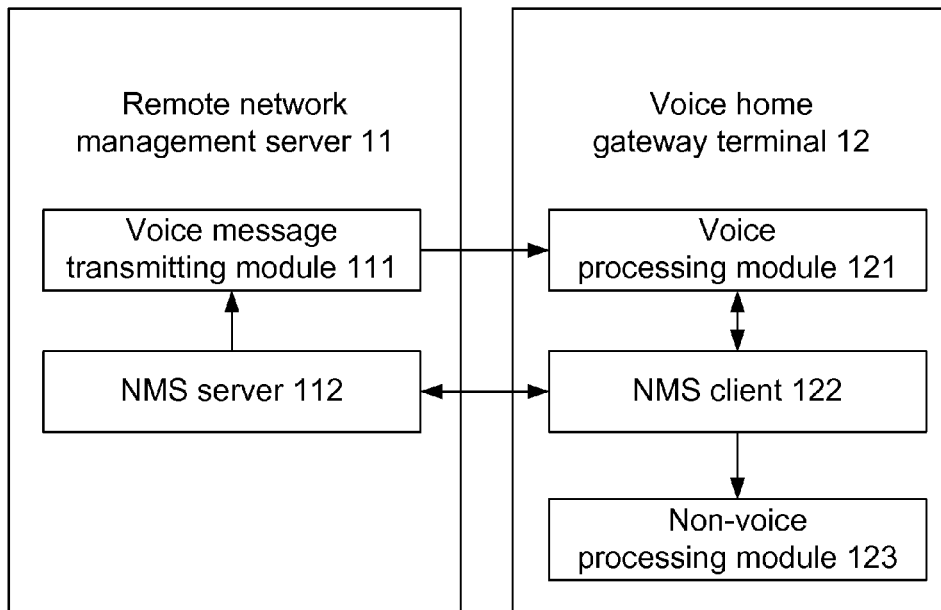 Remote network
management server 11
Voice message
transmitting module 111
NMS server 112
Voice home
gateway terminal 12
Voice
processing module 121
NMS client 122
Non-voice
processing module 123